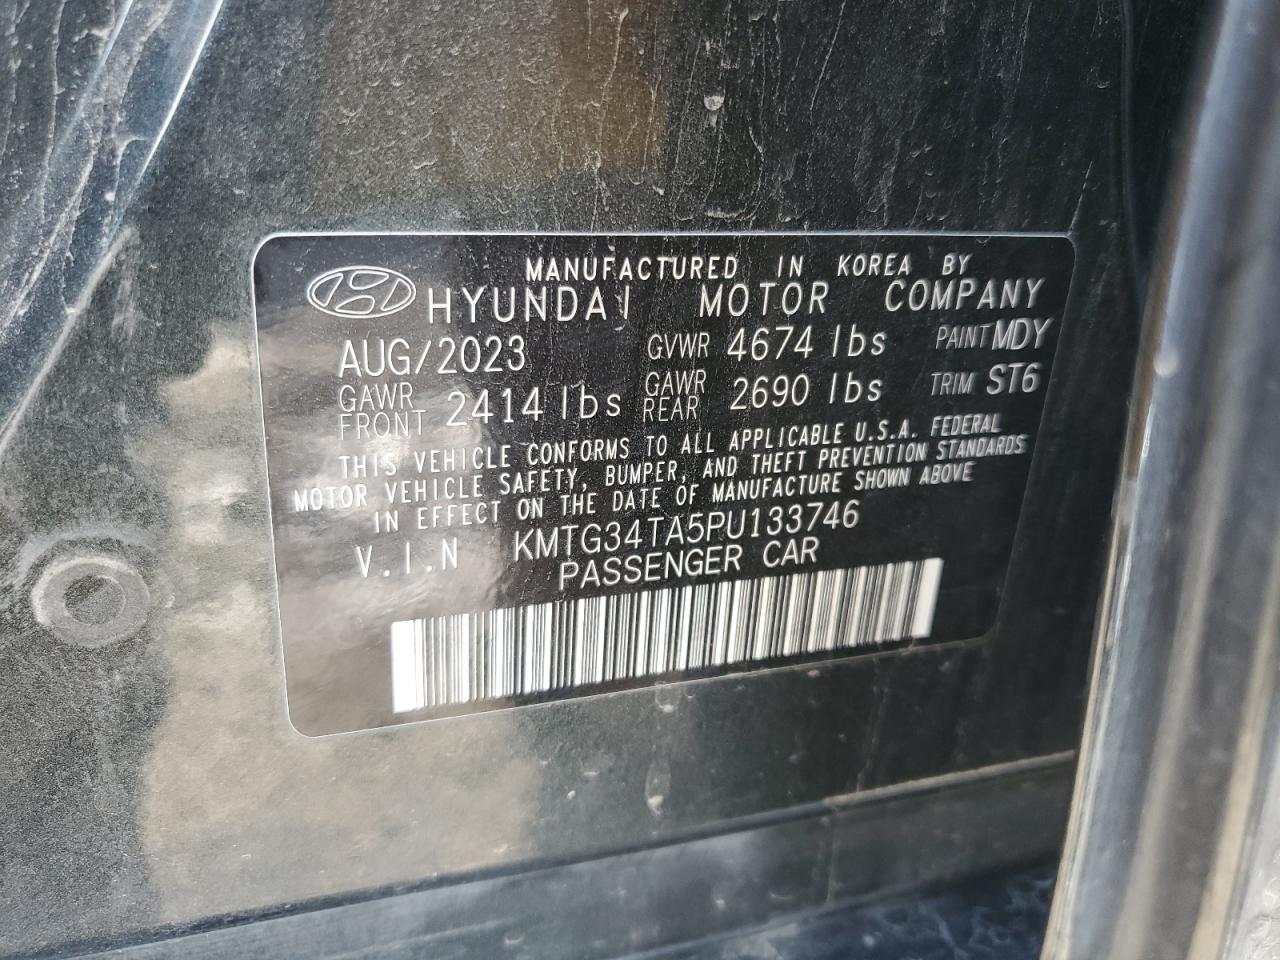 MANUFACTURED IN KOREA BY
HYUNDAI MOTOR COMPANY
AUG/2023 GVWR 4674 lbs PAINT MDY
GAWR FRONT 2414 lbs GAWR REAR 2690 lbs TRIM ST6
THIS VEHICLE CONFORMS TO ALL APPLICABLE U.S.A. FEDERAL
MOTOR VEHICLE SAFETY, BUMPER, AND THEFT PREVENTION STANDARDS
IN EFFECT ON THE DATE OF MANUFACTURE SHOWN ABOVE
V.I.N KMTG34TA5PU133746
PASSENGER CAR